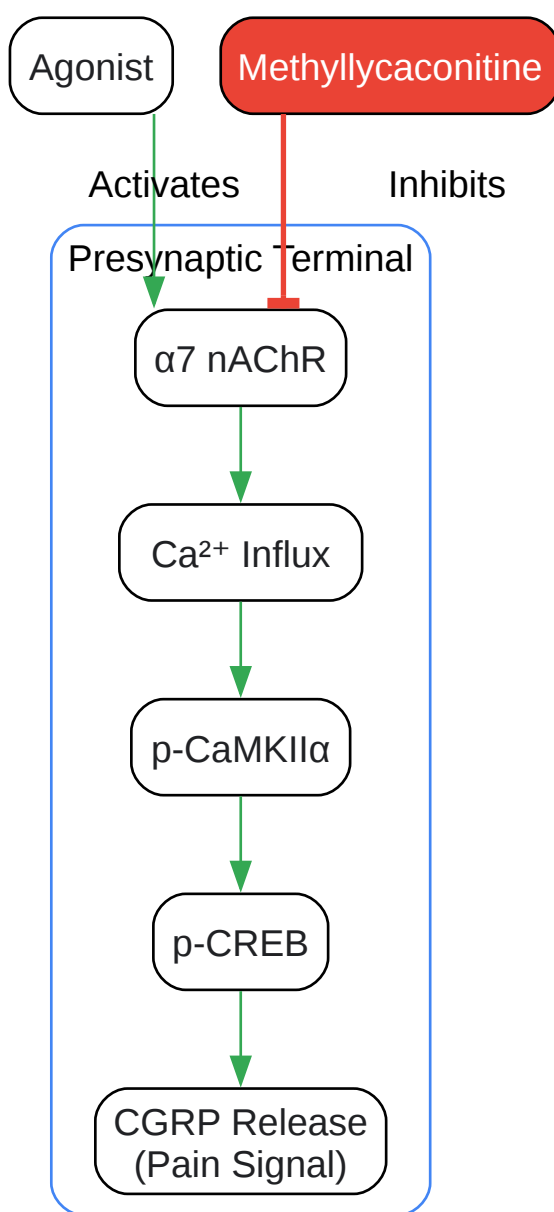 Agonist
Methyllycaconitine
Activates
Inhibits
Presynaptic Terminal
α7 nAChR
Ca²⁺ Influx
p-CaMKIIα
p-CREB
CGRP Release
(Pain Signal)